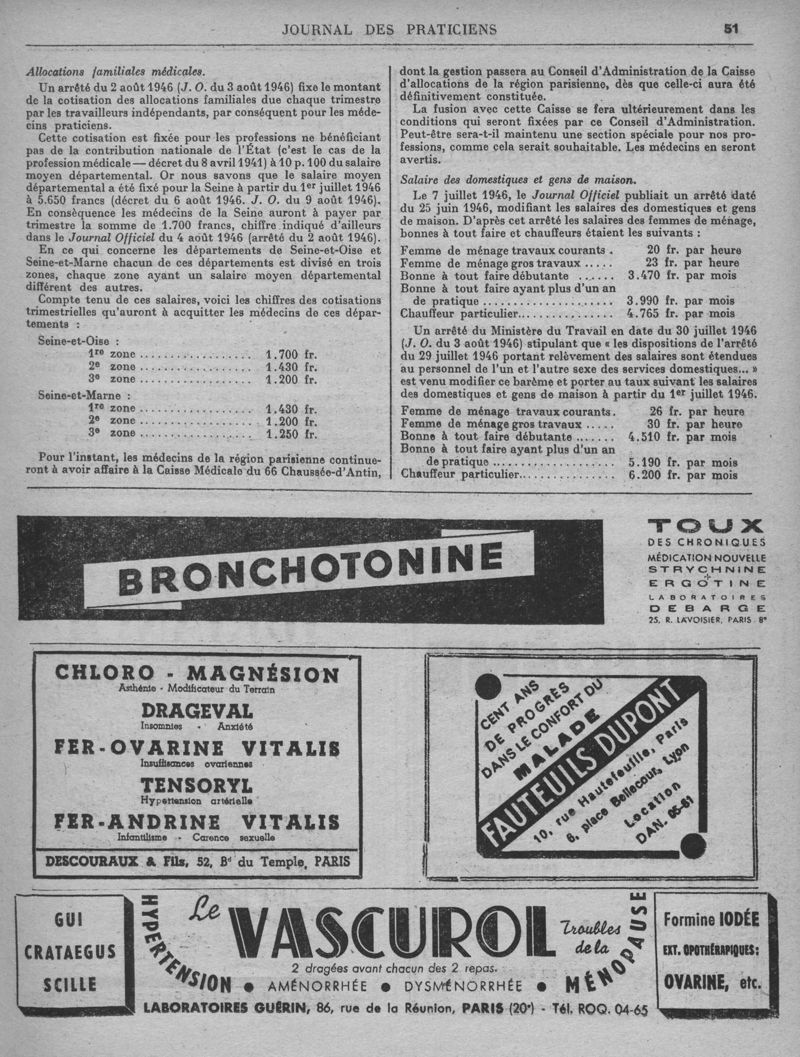 JOURNAL DES PRATICIENS 51
Allocations familiales médicales.
Un arrêté du 2 août 1946 (J. O. du 3 août 1946) fixe le montant
de la cotisation des allocations familiales due chaque trimestre
par les travailleurs indépendants, par conséquent pour les méde-
cins praticiens.
Cette cotisation est fixée pour les professions ne bénéficiant
pas de la contribution nationale de l'État (c'est le cas de la
profession médicale — décret du 8 avril 1941) à 10 p. 100 du salaire
moyen départemental. Or nous savons que le salaire moyen
départemental a été fixé pour la Seine à partir du 1er juillet 1946
à 5.650 francs (décret du 6 août 1946. J. O. du 9 août 1946).
En consèquence les médecins de la Seine auront à payer par
trimestre la somme de 1.700 francs, chiffre indiqué d'ailleurs
dans le Journal Officiel du 4 août 1946 (arrêté du 2 août 1946).
En ce qui concerne les départements de Seine-et-Oise et
Seine-et-Marne chacun de ces départements est divisé en trois
zones, chaque zone ayant un salaire moyen départemental
différent des autres.
Compte tenu de ces salaires, voici les chiffres des cotisations
trimestrielles qu'auront à acquitter les médecins de ces dépar-
tements :
Seine-et-Oise :
1re zone .................. 1.700 fr.
2e zone .................. 1.430 fr.
3e zone .................. 1.200 fr.
Seine-et-Marne :
1re zone .................. 1.430 fr.
2e zone .................. 1.200 fr.
3e zone .................. 1.250 fr.
Pour l'instant, les médecins de la région parisienne continue-
ront à avoir affaire à la Caisse Médicale du 66 Chaussée-d'Antin,
dont la gestion passera au Conseil d'Administration de la Caisse
d'allocations de la région parisienne, dès que celle-ci aura été
définitivement constituée.
La fusion avec cette Caisse se fera ultérieurement dans les
conditions qui seront fixées par ce Conseil d'Administration.
Peut-être sera-t-il maintenu une section spéciale pour nos pro-
fessions, comme cela serait souhaitable. Les médecins en seront
avertis.
Salaire des domestiques et gens de maison.
Le 7 juillet 1946, le Journal Officiel publiait un arrêté daté
du 25 juin 1946, modifiant les salaires des domestiques et gens
de maison. D'après cet arrêté les salaires des femmes de ménage,
bonnes à tout faire et chauffeurs étaient les suivants :
Femme de ménage travaux courants . 20 fr. par heure
Femme de ménage gros travaux ..... 23 fr. par heure
Bonne à tout faire débutante ...... 3.470 fr. par mois
Bonne à tout faire ayant plus d'un an
de pratique ..................... 3.990 fr. par mois
Chauffeur particulier............... 4.765 fr. par mois
Un arrêté du Ministère du Travail en date du 30 juillet 1946
(J. O. du 3 août 1946) stipulant que « les dispositions de l'arrêté
du 29 juillet 1946 portant relèvement des salaires sont étendues
au personnel de l'un et l'autre sexe des services domestiques... »
est venu modifier ce barème et porter au taux suivant les salaires
des domestiques et gens de maison à partir du 1er juillet 1946.
Femme de ménage travaux courants. 26 fr. par heure
Femme de ménage gros travaux ..... 30 fr. par heure
Bonne à tout faire débutante ....... 4.510 fr. par mois
Bonne à tout faire ayant plus d'un an
de pratique ................... 5.190 fr. par mois
Chauffeur particulier............... 6.200 fr. par mois
BRONCHOTONINE
TOUX
DES CHRONIQUES
MÉDICATION NOUVELLE
STRYCHNINE
+
ERGOTINE
LABORATOIRES
DEBARGE
25, R. LAVOISIER, PARIS 8e
CHLORO - MAGNÉSION
Asthénie - Modificateur du Terrain
DRAGEVAL
Insomnies - Anxiété
FER-OVARINE VITALIS
Insuffisances ovariennes
TENSORYL
Hypertension artérielle
FER-ANDRINE VITALIS
Infantilisme - Carence sexuelle
DESCOURAUX & Fils, 52, Bd du Temple, PARIS
CENT ANS
DE PROGRÈS
DANS LE CONFORT DU
MALADE
FAUTEUILS DUPONT
10, rue Hautefeuille, Paris
6, place Bellecour, Lyon
Location
DAN. 05-61
GUI
CRATAEGUS
SCILLE
HYPERTENSION
Le VASCUROL
Troubles
de la
MÉNOPAUSE
2 dragées avant chacun des 2 repas.
● AMÉNORRHÉE ● DYSMÉNORRHÉE ●
LABORATOIRES GUÉRIN, 86, rue de la Réunion, PARIS (20e) - Tél. ROQ. 04-65
Formine IODÉE
EXT. OPOTHÉRAPIQUES:
OVARINE, etc.